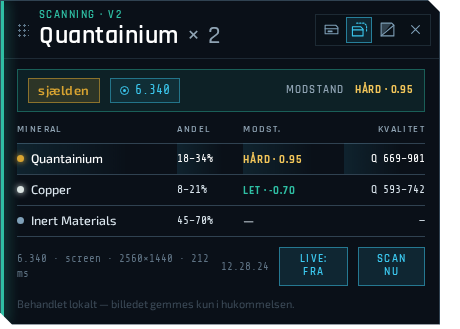 SCANNING · V2
Quantainium × 2
sjælden
6.340
MODSTAND HÅRD · 0.95
MINERAL ANDEL MODST. KVALITET
Quantainium 18–34% HÅRD · 0.95 Q 669–901
Copper 8–21% LET · -0.70 Q 593–742
Inert Materials 45–70% — —
6.340 · screen · 2560×1440 · 212
ms
12.28.24
LIVE:
FRA
SCAN
NU
Behandlet lokalt — billedet gemmes kun i hukommelsen.